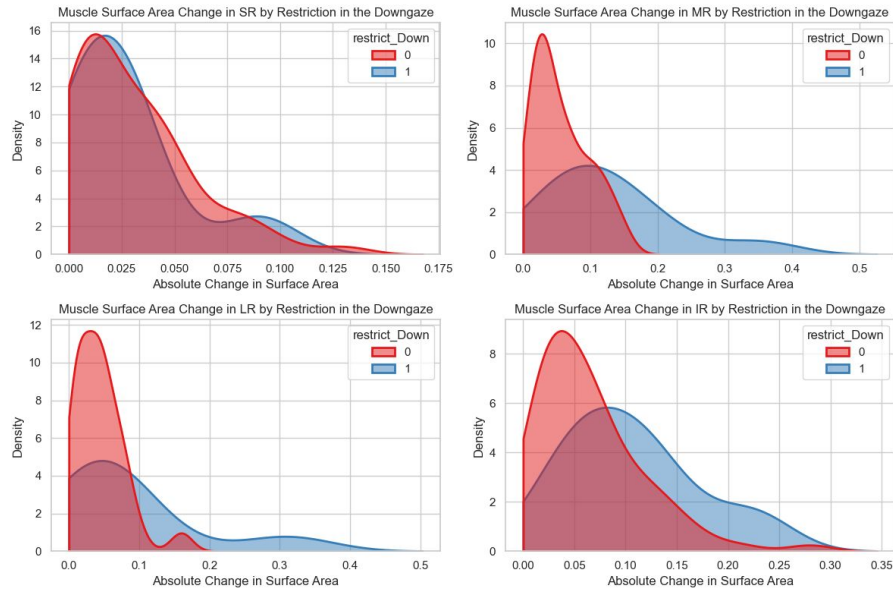 Muscle Surface Area Change in SR by Restriction in the Downgaze
restrict_Down
0
1
16
14
12
10
8
6
4
2
0
Density
0.000 0.025 0.050 0.075 0.100 0.125 0.150 0.175
Absolute Change in Surface Area
Muscle Surface Area Change in MR by Restriction in the Downgaze
restrict_Down
0
1
10
8
6
4
2
0
Density
0.0 0.1 0.2 0.3 0.4 0.5
Absolute Change in Surface Area
Muscle Surface Area Change in LR by Restriction in the Downgaze
restrict_Down
0
1
12
10
8
6
4
2
0
Density
0.0 0.1 0.2 0.3 0.4 0.5
Absolute Change in Surface Area
Muscle Surface Area Change in IR by Restriction in the Downgaze
restrict_Down
0
1
8
6
4
2
0
Density
0.00 0.05 0.10 0.15 0.20 0.25 0.30 0.35
Absolute Change in Surface Area